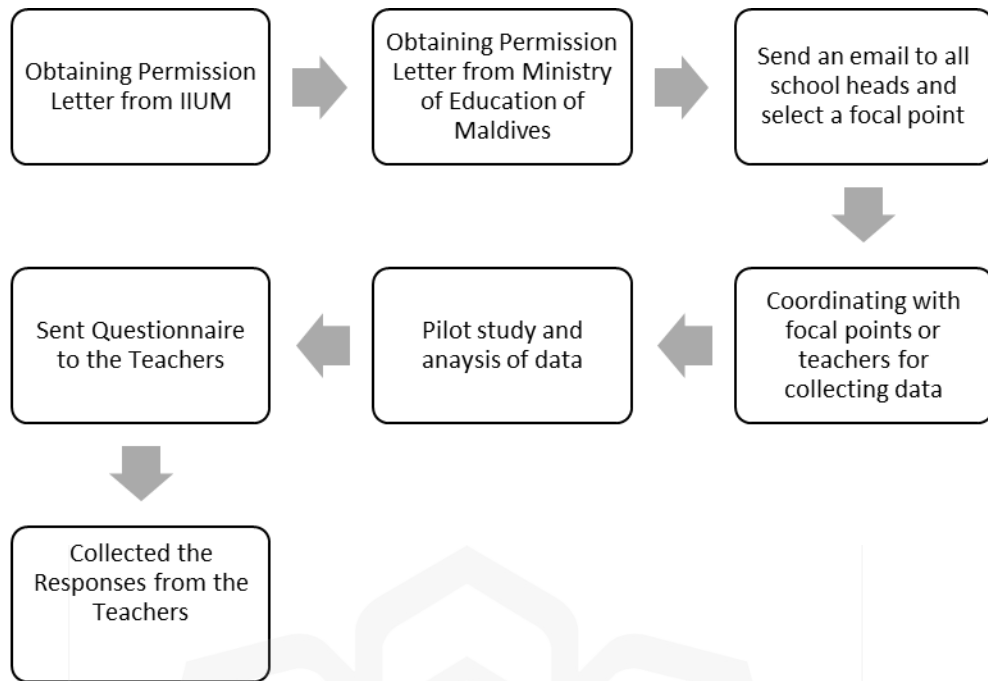 Obtaining Permission
Letter from IIUM
Obtaining Permission
Letter from Ministry
of Education of
Maldives
Send an email to all
school heads and
select a focal point
Coordinating with
focal points or
teachers for
collecting data
Pilot study and
anaysis of data
Sent Questionnaire
to the Teachers
Collected the
Responses from the
Teachers